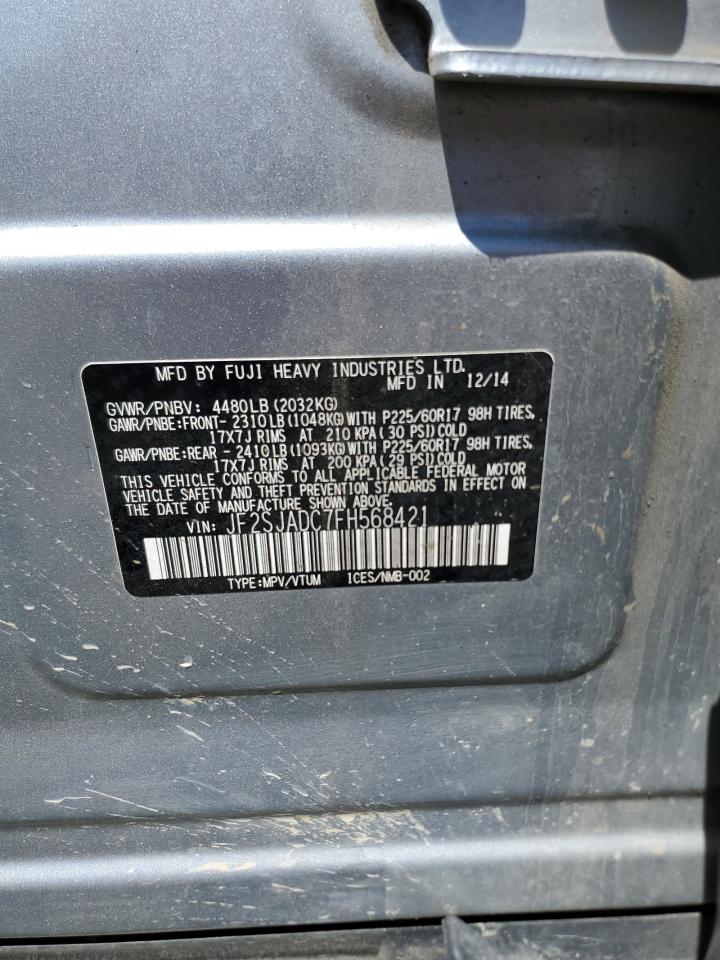 MFD BY FUJI HEAVY INDUSTRIES LTD.
MFD IN 12/14
GVWR/PNBV: 4480LB (2032KG)
GAWR/PNBE:FRONT- 2310LB (1048KG) WITH P225/60R17 98H TIRES,
17X7J RIMS AT 210 KPA (30 PSI) COLD
GAWR/PNBE:REAR - 2410LB (1093KG) WITH P225/60R17 98H TIRES,
17X7J RIMS AT 200 KPA (29 PSI) COLD
THIS VEHICLE CONFORMS TO ALL APPLICABLE FEDERAL MOTOR
VEHICLE SAFETY AND THEFT PREVENTION STANDARDS IN EFFECT ON
THE DATE OF MANUFACTURE SHOWN ABOVE.
VIN: JF2SJADC7FH568421
TYPE:MPV/VTUM ICES/NMB-002